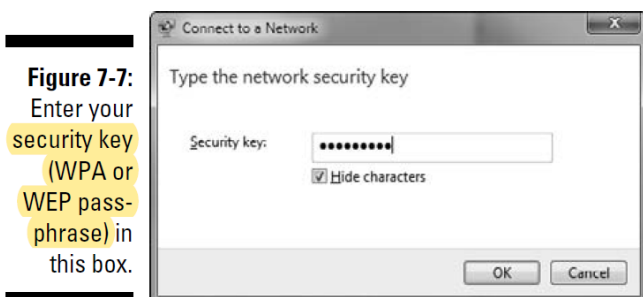 Figure 7-7:
Enter your
security key
(WPA or
WEP pass-
phrase) in
this box.
Connect to a Network
Type the network security key
Security key: •••••••••
Hide characters
OK Cancel